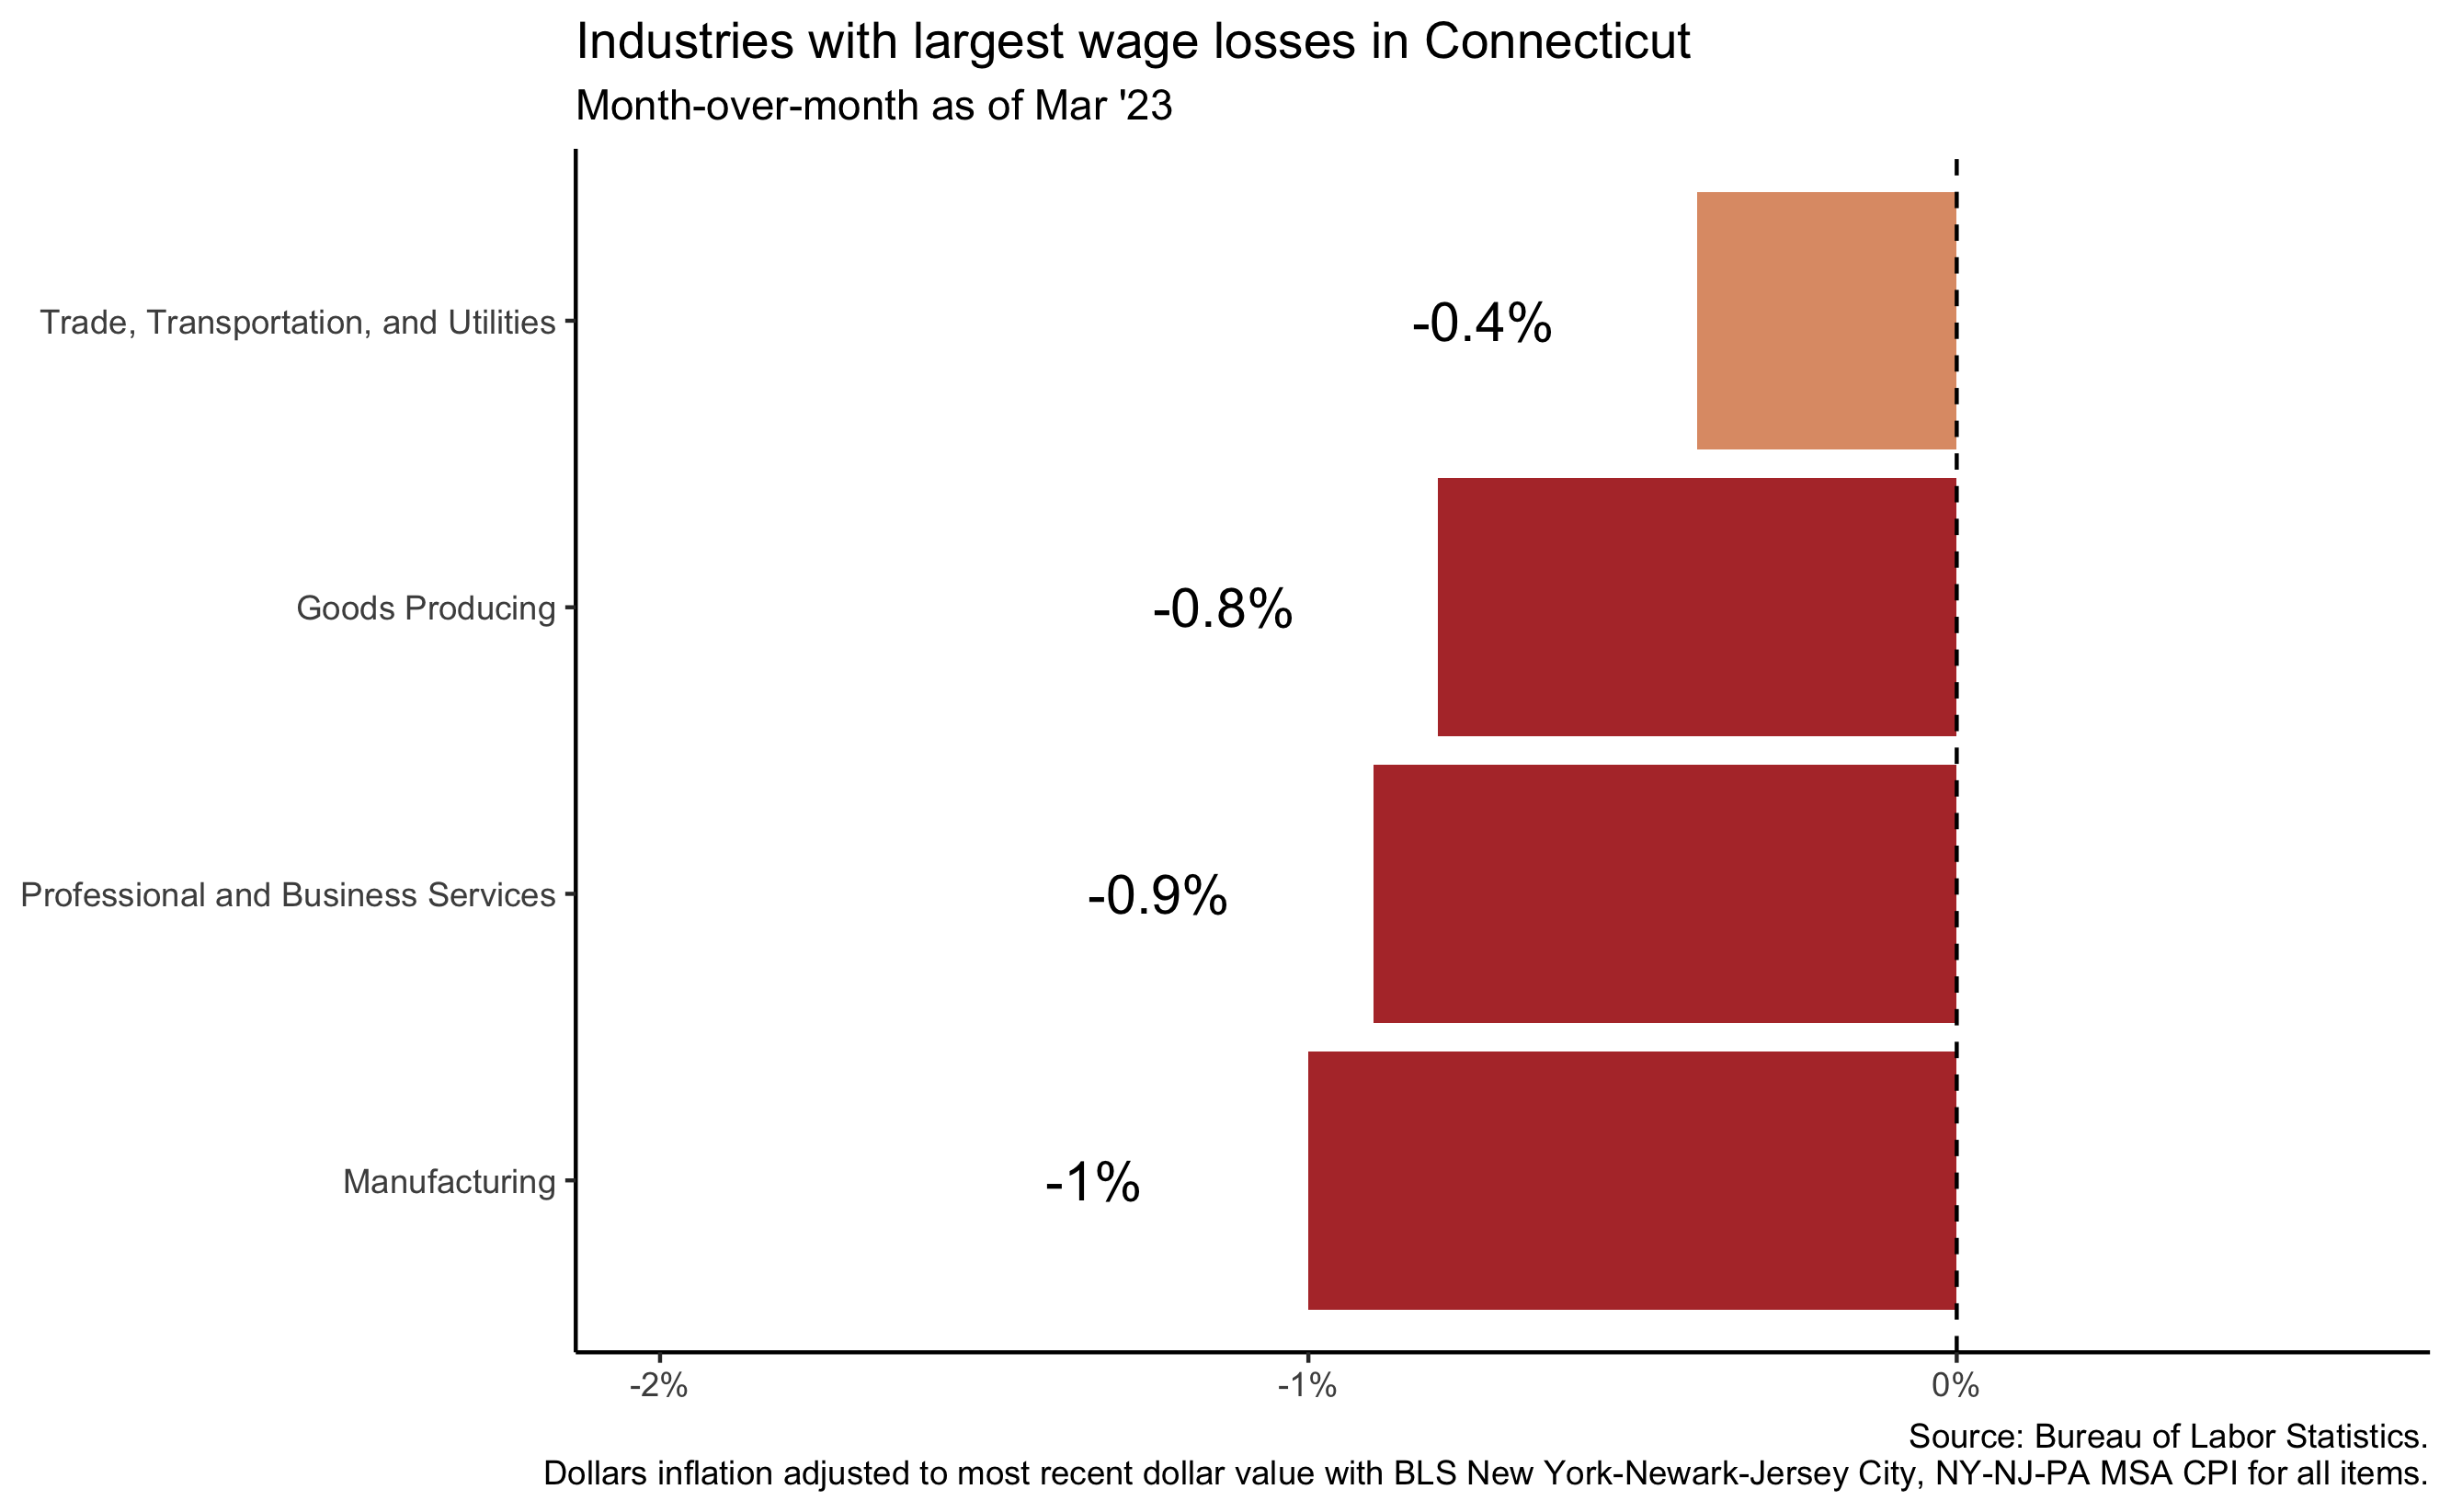 Industries with largest wage losses in Connecticut
Month-over-month as of Mar '23
Trade, Transportation, and Utilities
-0.4%
Goods Producing
-0.8%
Professional and Business Services
-0.9%
Manufacturing
-1%
-2%
-1%
0%
Source: Bureau of Labor Statistics.
Dollars inflation adjusted to most recent dollar value with BLS New York-Newark-Jersey City, NY-NJ-PA MSA CPI for all items.